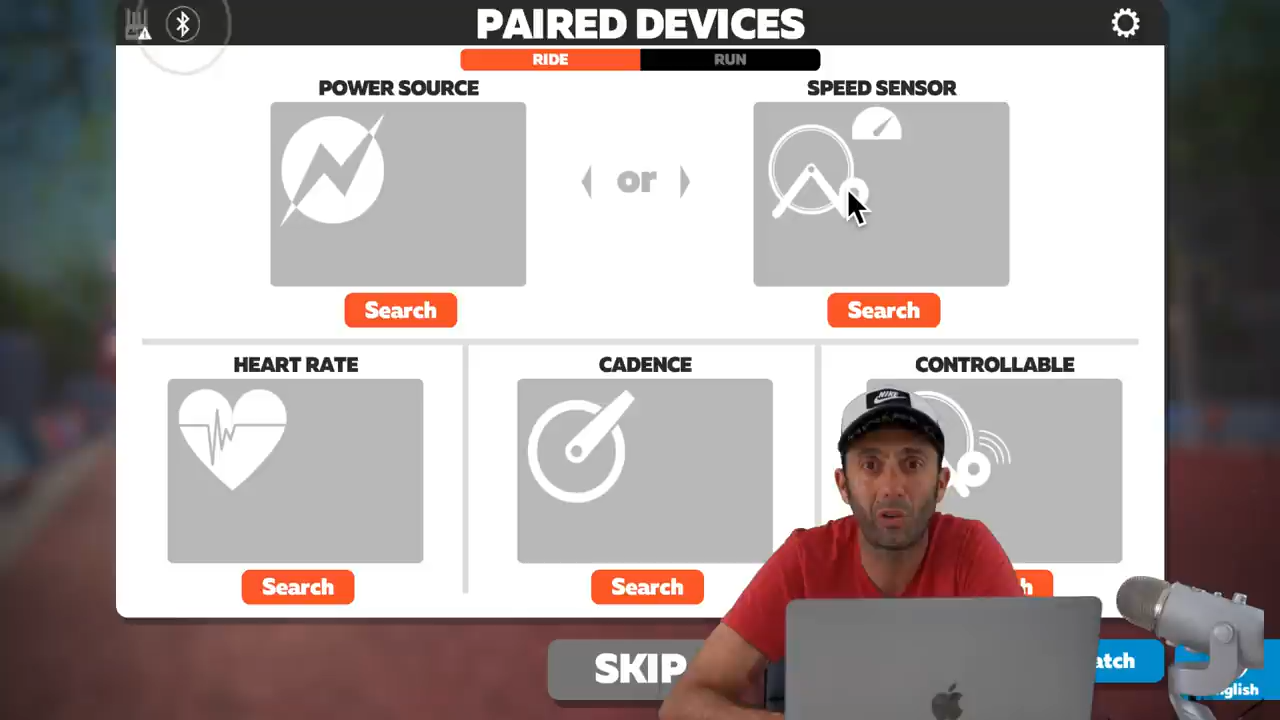 PAIRED DEVICES
RIDE
RUN
POWER SOURCE
SPEED SENSOR
or
Search
Search
HEART RATE
CADENCE
CONTROLLABLE
NIKE
Search
Search
SKIP